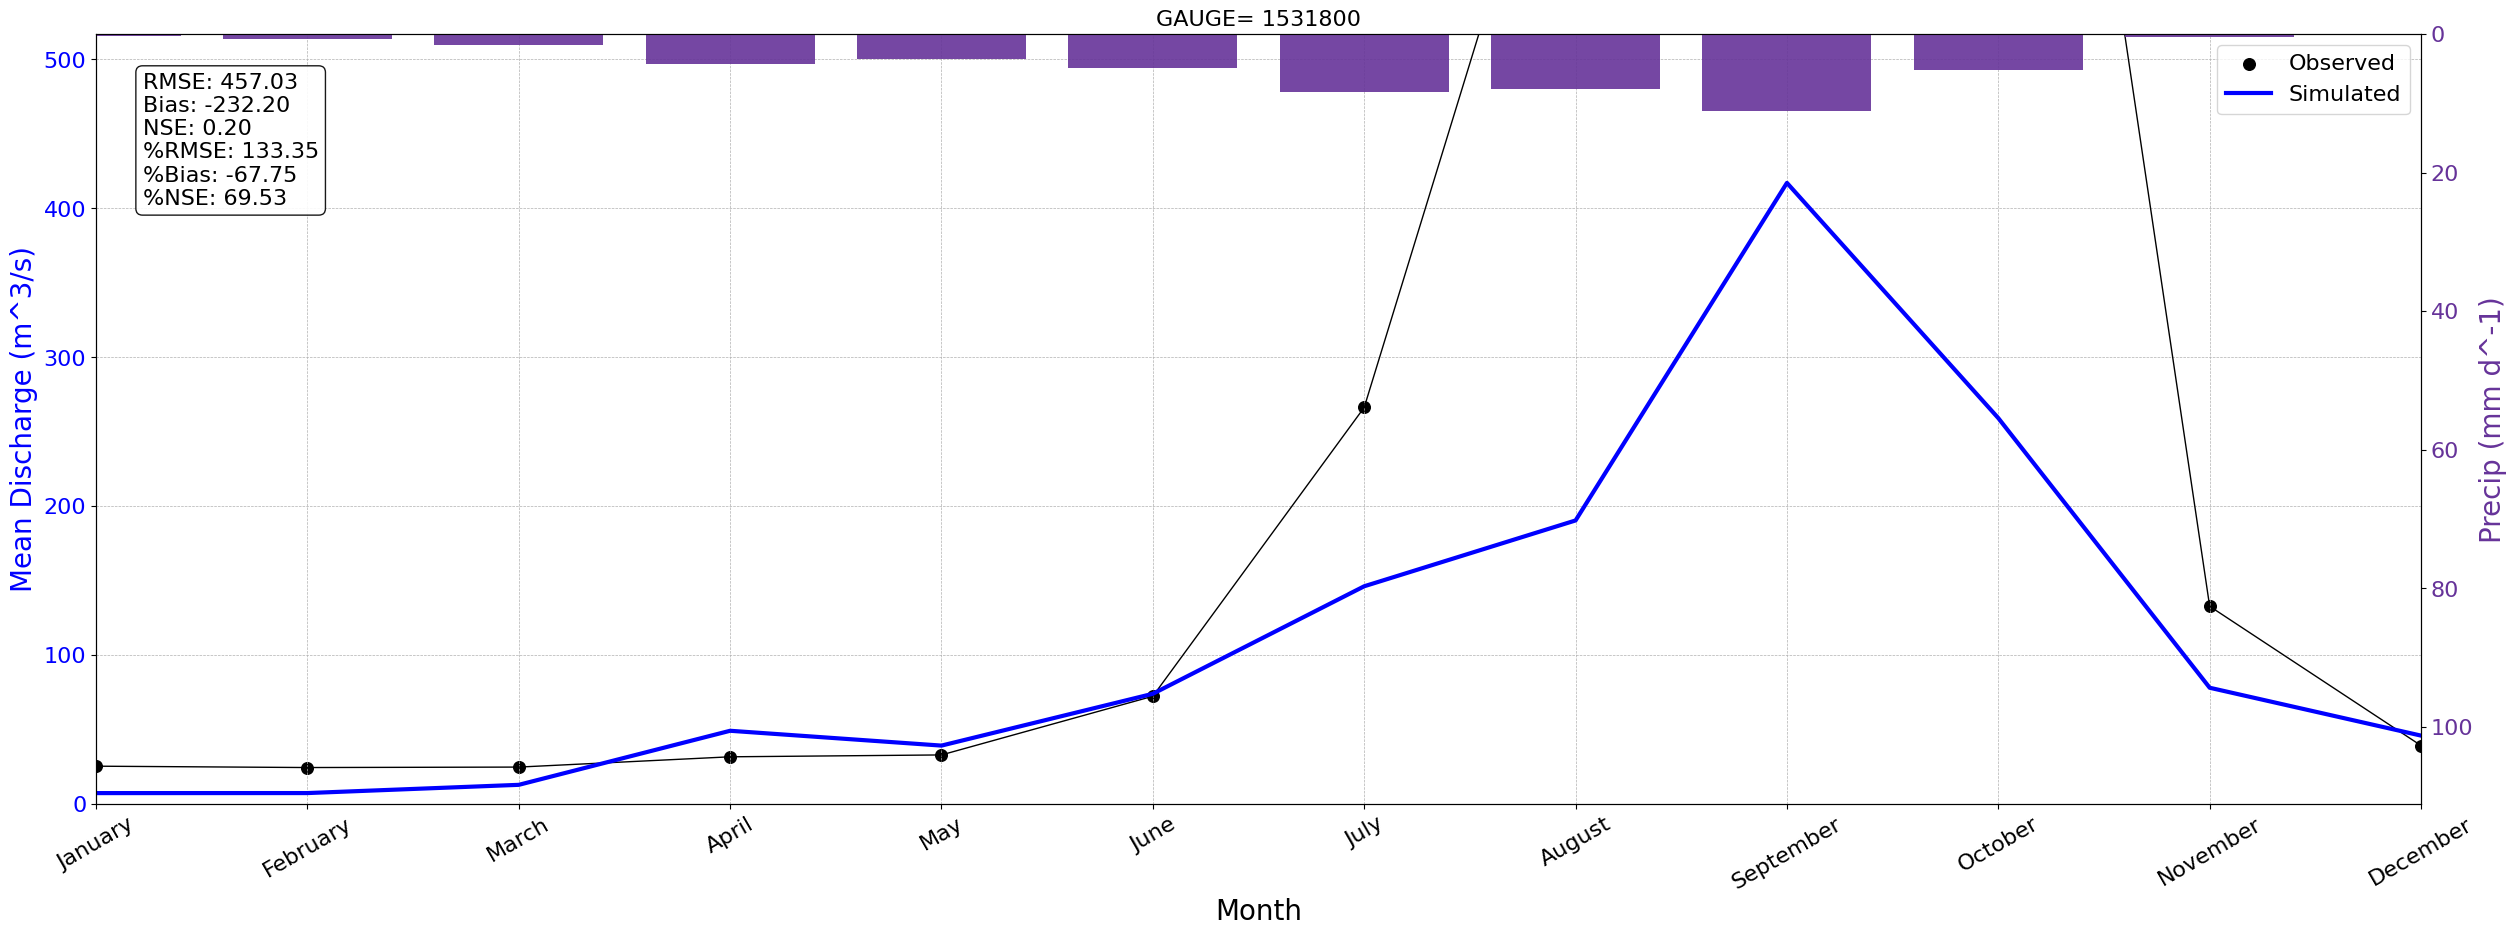 GAUGE= 1531800
RMSE: 457.03
Bias: -232.20
NSE: 0.20
%RMSE: 133.35
%Bias: -67.75
%NSE: 69.53
Observed
Simulated
Mean Discharge (m^3/s)
500
400
300
200
100
0
Precip (mm d^-1)
0
20
40
60
80
100
January
February
March
April
May
June
July
August
September
October
November
December
Month